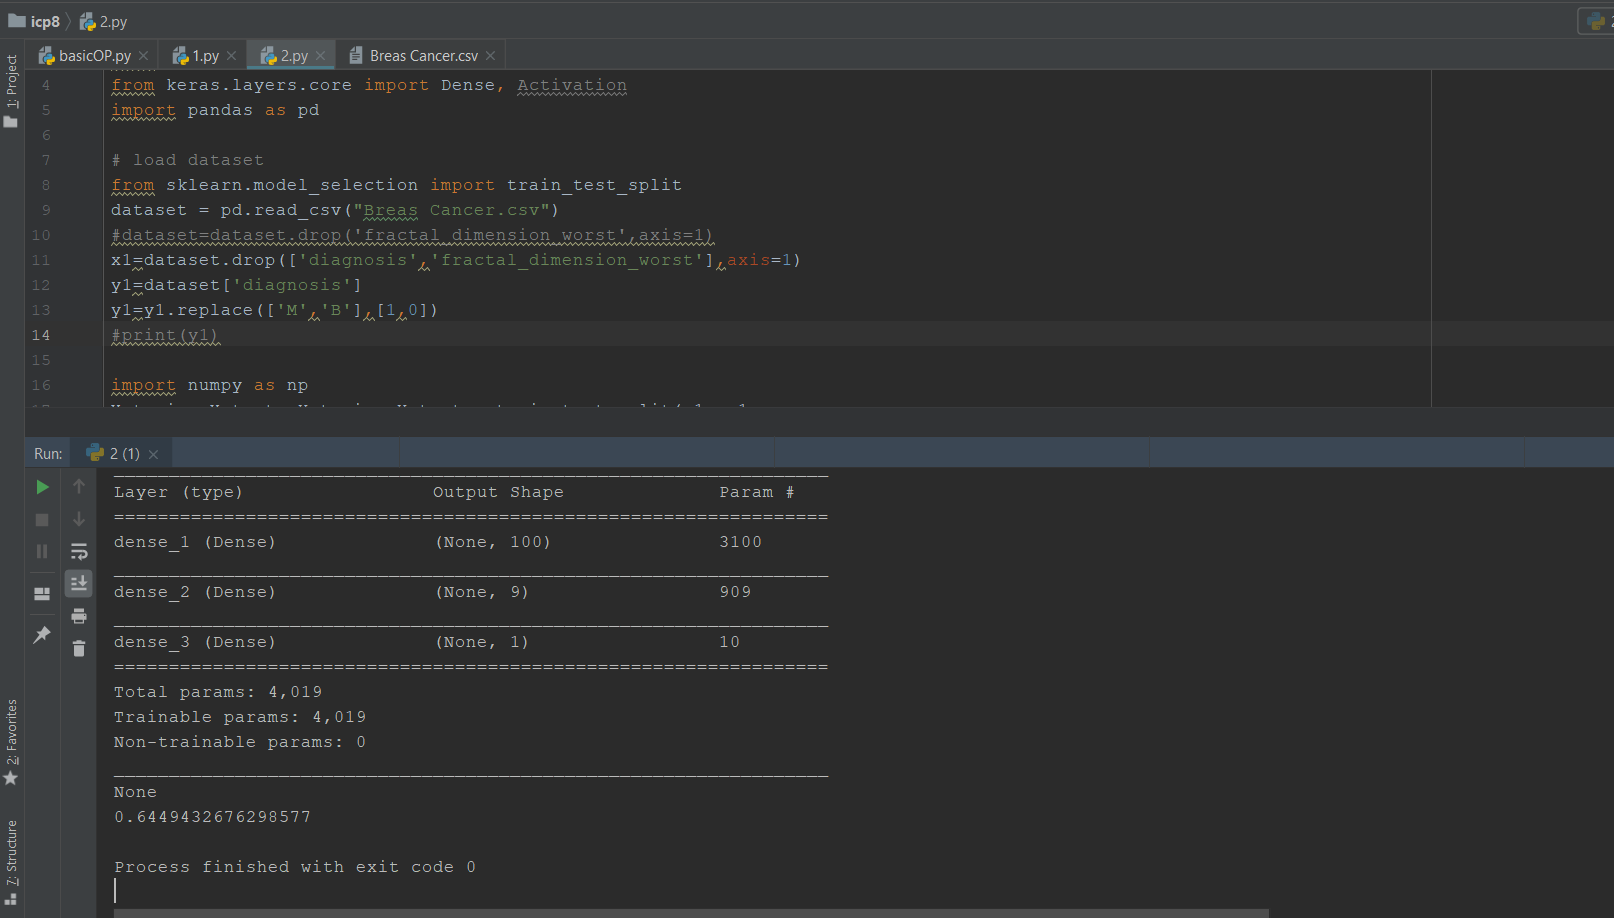 icp8 2.py
2
basicOP.py 1.py 2.py Breas Cancer.csv
1: Project
4 from keras.layers.core import Dense, Activation
5 import pandas as pd
6
7 # load dataset
8 from sklearn.model_selection import train_test_split
9 dataset = pd.read_csv("Breas Cancer.csv")
10 #dataset=dataset.drop('fractal_dimension_worst',axis=1)
11 x1=dataset.drop(['diagnosis','fractal_dimension_worst'],axis=1)
12 y1=dataset['diagnosis']
13 y1=y1.replace(['M','B'],[1,0])
14 #print(y1)
15
16 import numpy as np
Run: 2 (1)
Layer (type) Output Shape Param #
=================================================================
dense_1 (Dense) (None, 100) 3100
_________________________________________________________________
dense_2 (Dense) (None, 9) 909
_________________________________________________________________
dense_3 (Dense) (None, 1) 10
=================================================================
Total params: 4,019
Trainable params: 4,019
Non-trainable params: 0
_________________________________________________________________
None
0.6449432676298577
Process finished with exit code 0
2: Favorites
7: Structure